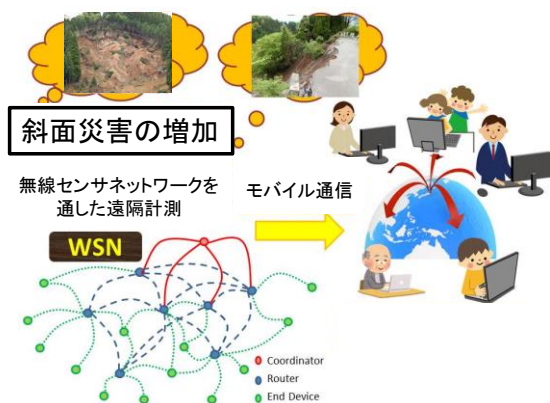 斜面災害の増加
無線センサネットワークを
通した遠隔計測
モバイル通信
WSN
Coordinator
Router
End Device